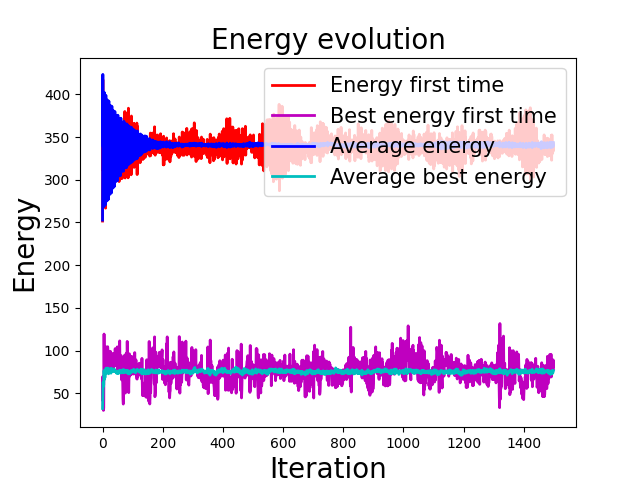 Energy evolution
Energy first time
Best energy first time
Average energy
Average best energy
Energy
400
350
300
250
200
150
100
50
0 200 400 600 800 1000 1200 1400
Iteration